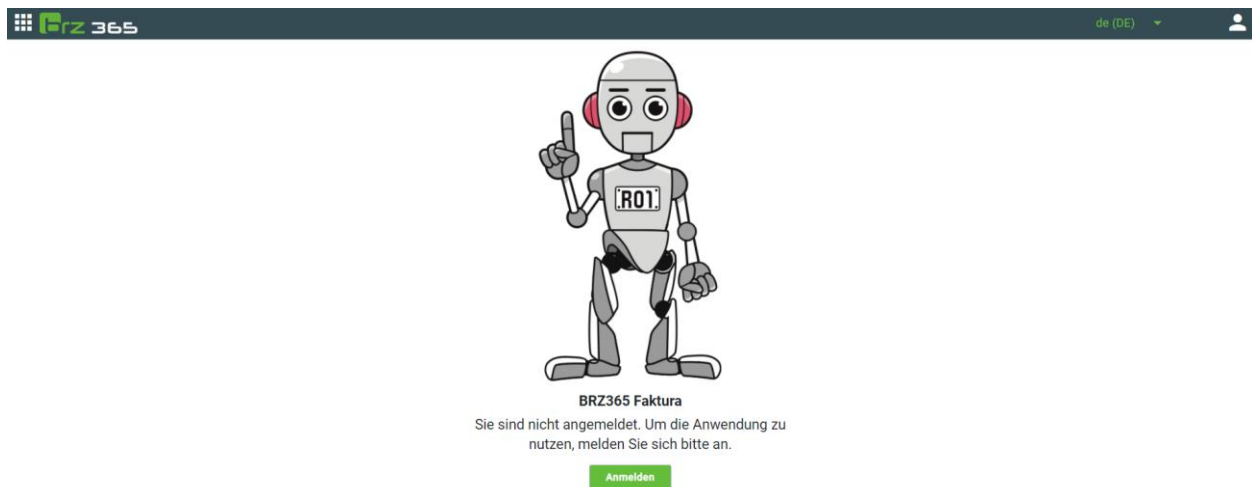 brz 365
de (DE)
R01
BRZ365 Faktura
Sie sind nicht angemeldet. Um die Anwendung zu
nutzen, melden Sie sich bitte an.
Anmelden